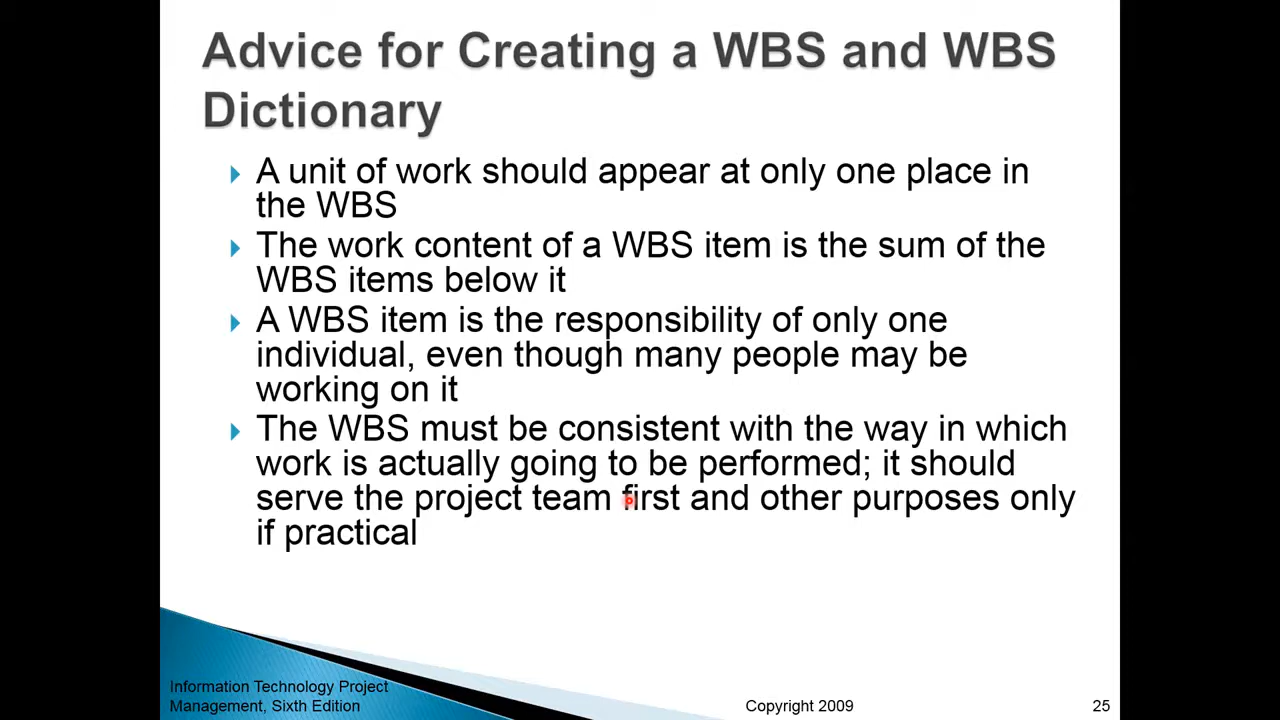 Advice for Creating a WBS and WBS
Dictionary
A unit of work should appear at only one place in
the WBS
The work content of a WBS item is the sum of the
WBS items below it
A WBS item is the responsibility of only one
individual, even though many people may be
working on it
The WBS must be consistent with the way in which
work is actually going to be performed; it should
serve the project team first and other purposes only
if practical
Information Technology Project
Management, Sixth Edition
Copyright 2009
25